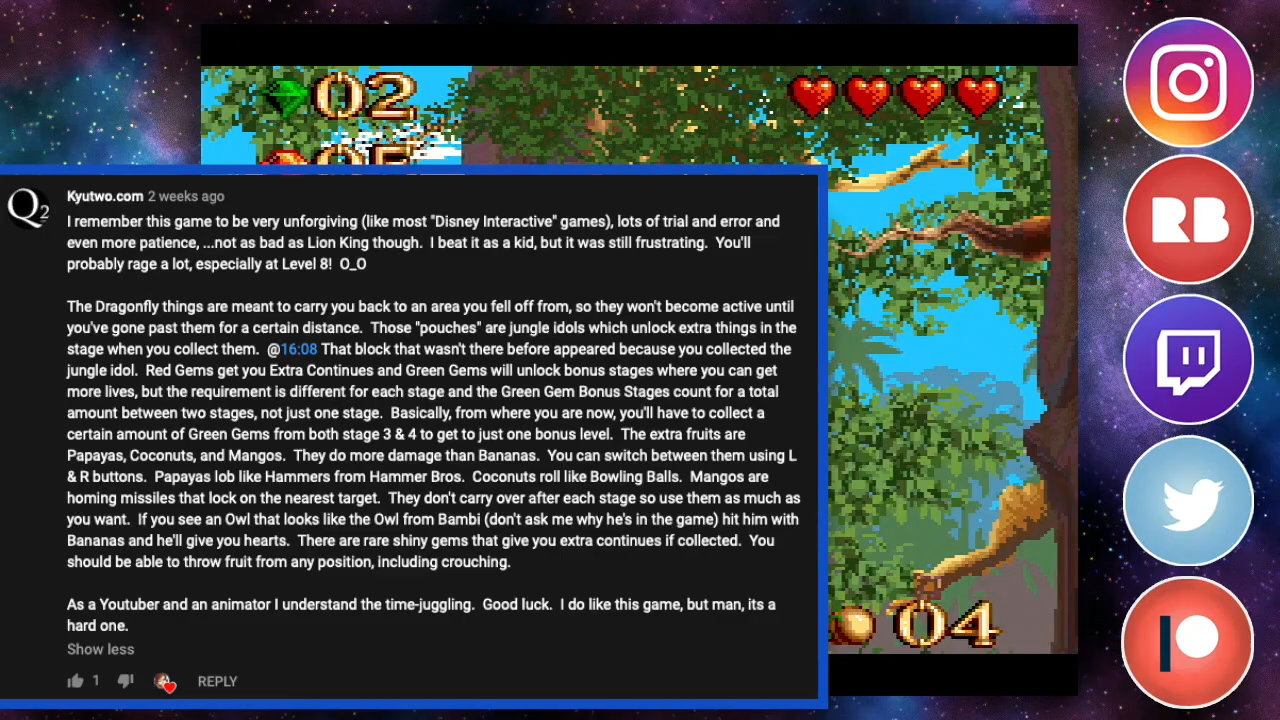 02
05
Kyutwo.com 2 weeks ago
I remember this game to be very unforgiving (like most "Disney Interactive" games), lots of trial and error and
even more patience, ...not as bad as Lion King though.  I beat it as a kid, but it was still frustrating.  You'll
probably rage a lot, especially at Level 8!  O_O
The Dragonfly things are meant to carry you back to an area you fell off from, so they won't become active until
you've gone past them for a certain distance.  Those "pouches" are jungle idols which unlock extra things in the
stage when you collect them.  @16:08 That block that wasn't there before appeared because you collected the
jungle idol.  Red Gems get you Extra Continues and Green Gems will unlock bonus stages where you can get
more lives, but the requirement is different for each stage and the Green Gem Bonus Stages count for a total
amount between two stages, not just one stage.  Basically, from where you are now, you'll have to collect a
certain amount of Green Gems from both stage 3 & 4 to get to just one bonus level.  The extra fruits are
Papayas, Coconuts, and Mangos.  They do more damage than Bananas.  You can switch between them using L
& R buttons.  Papayas lob like Hammers from Hammer Bros.  Coconuts roll like Bowling Balls.  Mangos are
homing missiles that lock on the nearest target.  They don't carry over after each stage so use them as much as
you want.  If you see an Owl that looks like the Owl from Bambi (don't ask me why he's in the game) hit him with
Bananas and he'll give you hearts.  There are rare shiny gems that give you extra continues if collected.  You
should be able to throw fruit from any position, including crouching.
As a Youtuber and an animator I understand the time-juggling.  Good luck.  I do like this game, but man, its a
hard one.
Show less
1 REPLY
04
Q2
RB